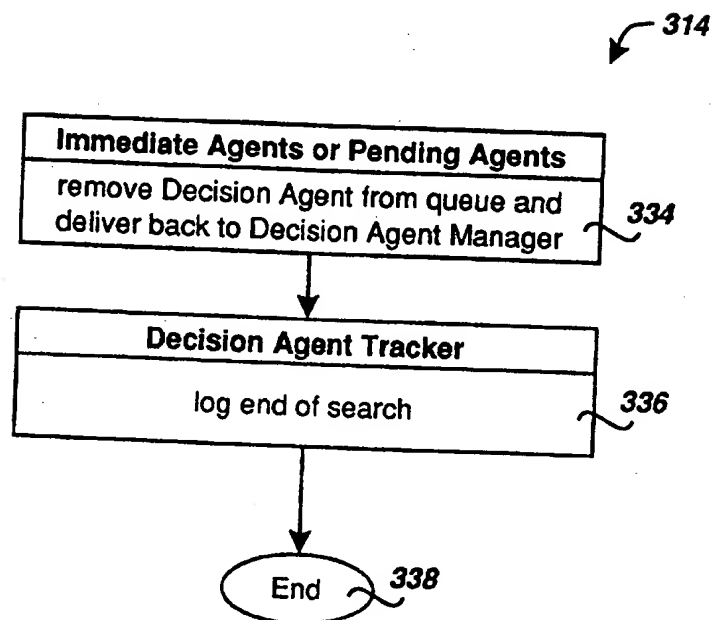 314
Immediate Agents or Pending Agents
remove Decision Agent from queue and
deliver back to Decision Agent Manager
334
Decision Agent Tracker
log end of search
336
End
338